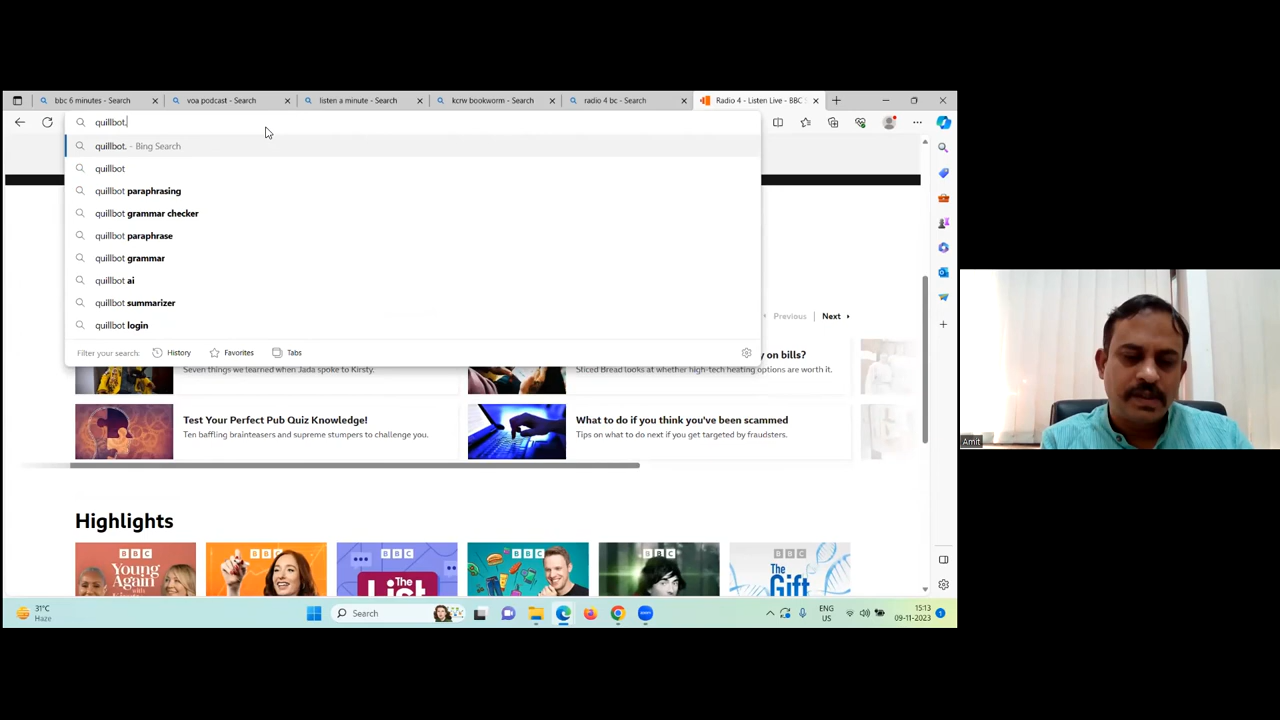 bbc 6 minutes - Search
voa podcast - Search
listen a minute - Search
kcrw bookworm - Search
radio 4 bc - Search
Radio 4 - Listen Live - BBC
quillbot.
quillbot. - Bing Search
quillbot
quillbot paraphrasing
quillbot grammar checker
quillbot paraphrase
quillbot grammar
quillbot ai
quillbot summarizer
quillbot login
Filter your search: History Favorites Tabs
Previous Next
y on bills?
Seven things we learned when Jada spoke to Kirsty.
Sliced Bread looks at whether high-tech heating options are worth it.
Test Your Perfect Pub Quiz Knowledge!
Ten baffling brainteasers and supreme stumpers to challenge you.
What to do if you think you've been scammed
Tips on what to do next if you get targeted by fraudsters.
Highlights
BBC
Young
Again
BBC
BBC
The
List
BBC
BBC
BBC
The
Gift
Amit
31°C
Haze
Search
ENG
US
15:13
09-11-2023
1